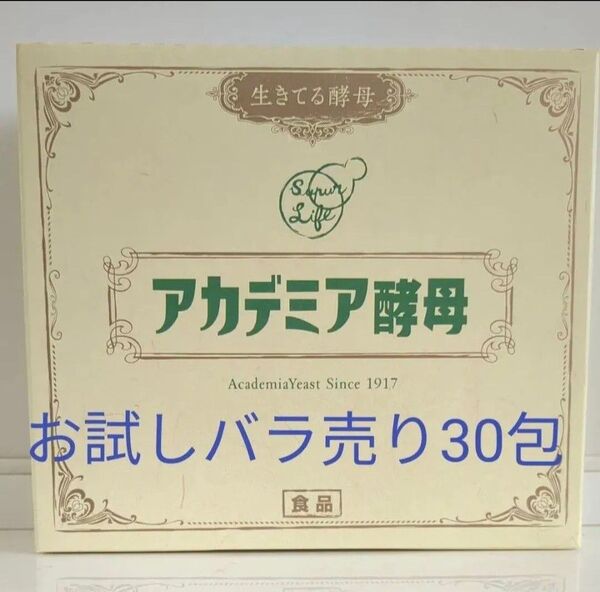 生きてる酵母
Supur
Life
アカデミア酵母
AcademiaYeast Since 1917
お試しバラ売り30包
食品